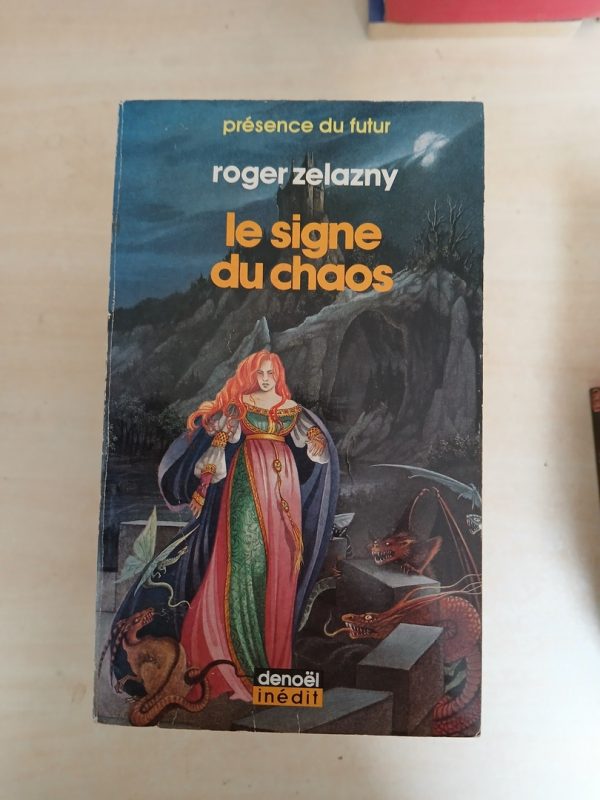 présence du futur
roger zelazny
le signe
du chaos
denoël
inédit